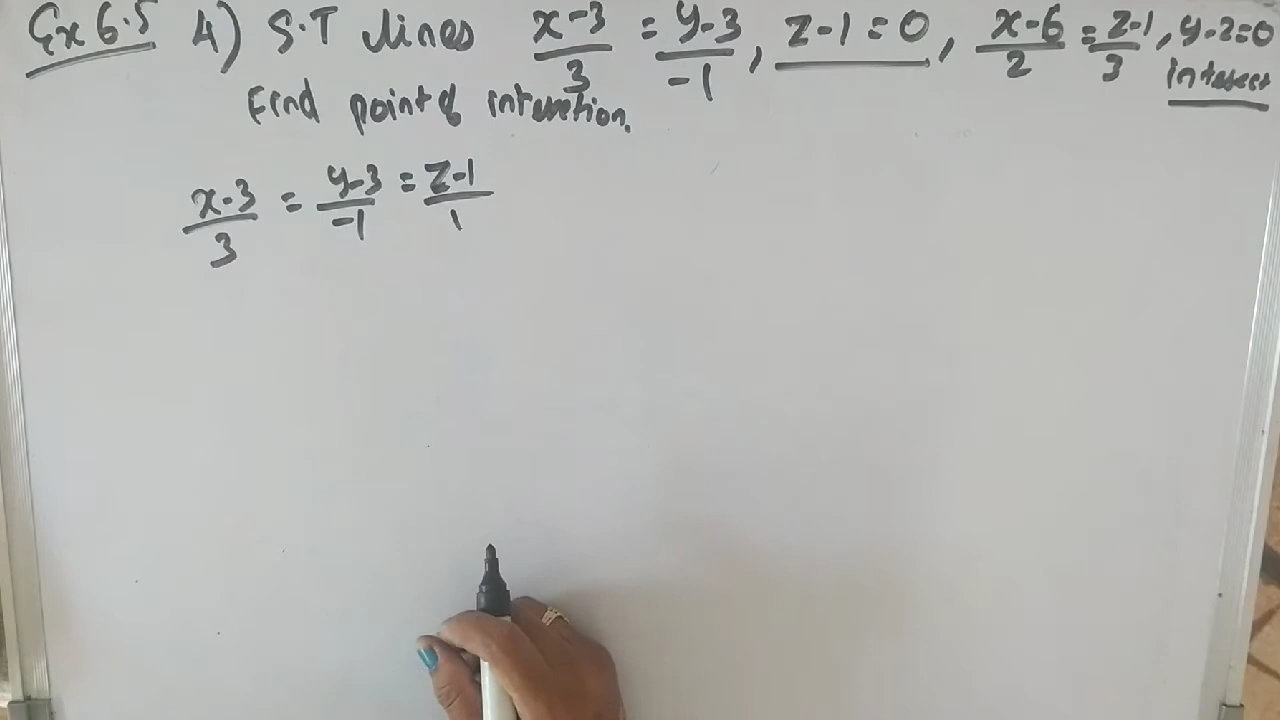 Ex 6.5 4) S.T lines x-3/3 = y-3/-1, z-1=0, x-6/2 = z-1/3, y-2=0 intersect
Find point of intersetion.
x-3/3 = y-3/-1 = z-1/1